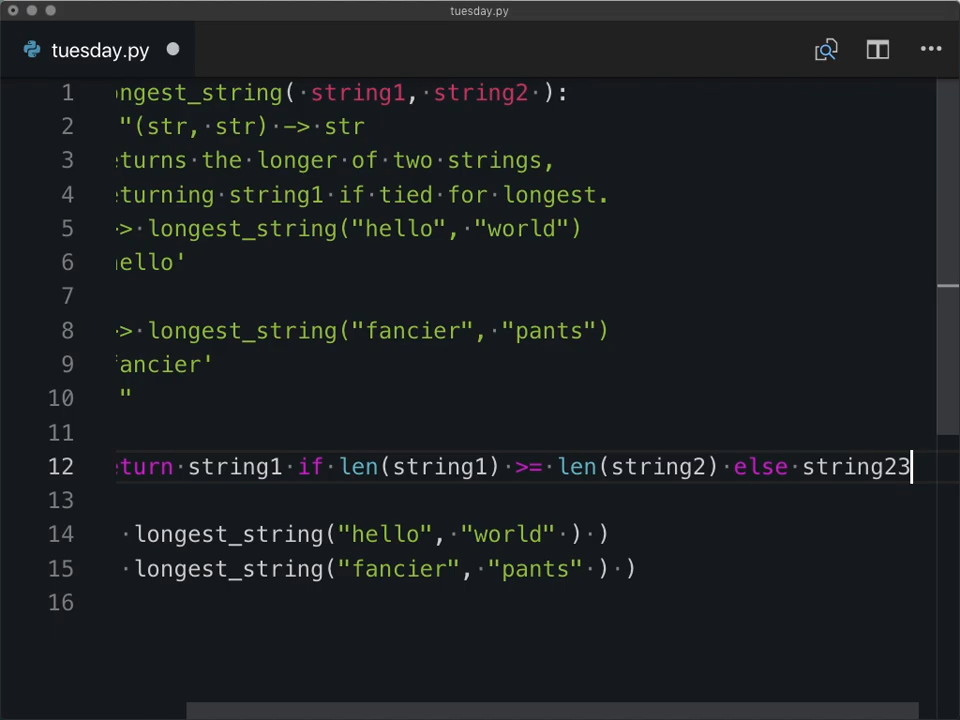 tuesday.py
tuesday.py
1 ongest_string( string1, string2 ):
2 "(str, str) -> str
3 eturns the longer of two strings,
4 eturning string1 if tied for longest.
5 >> longest_string("hello", "world")
6 hello'
7
8 >> longest_string("fancier", "pants")
9 fancier'
10 "
11
12 eturn string1 if len(string1) >= len(string2) else string23
13
14 longest_string("hello", "world" ) )
15 longest_string("fancier", "pants" ) )
16